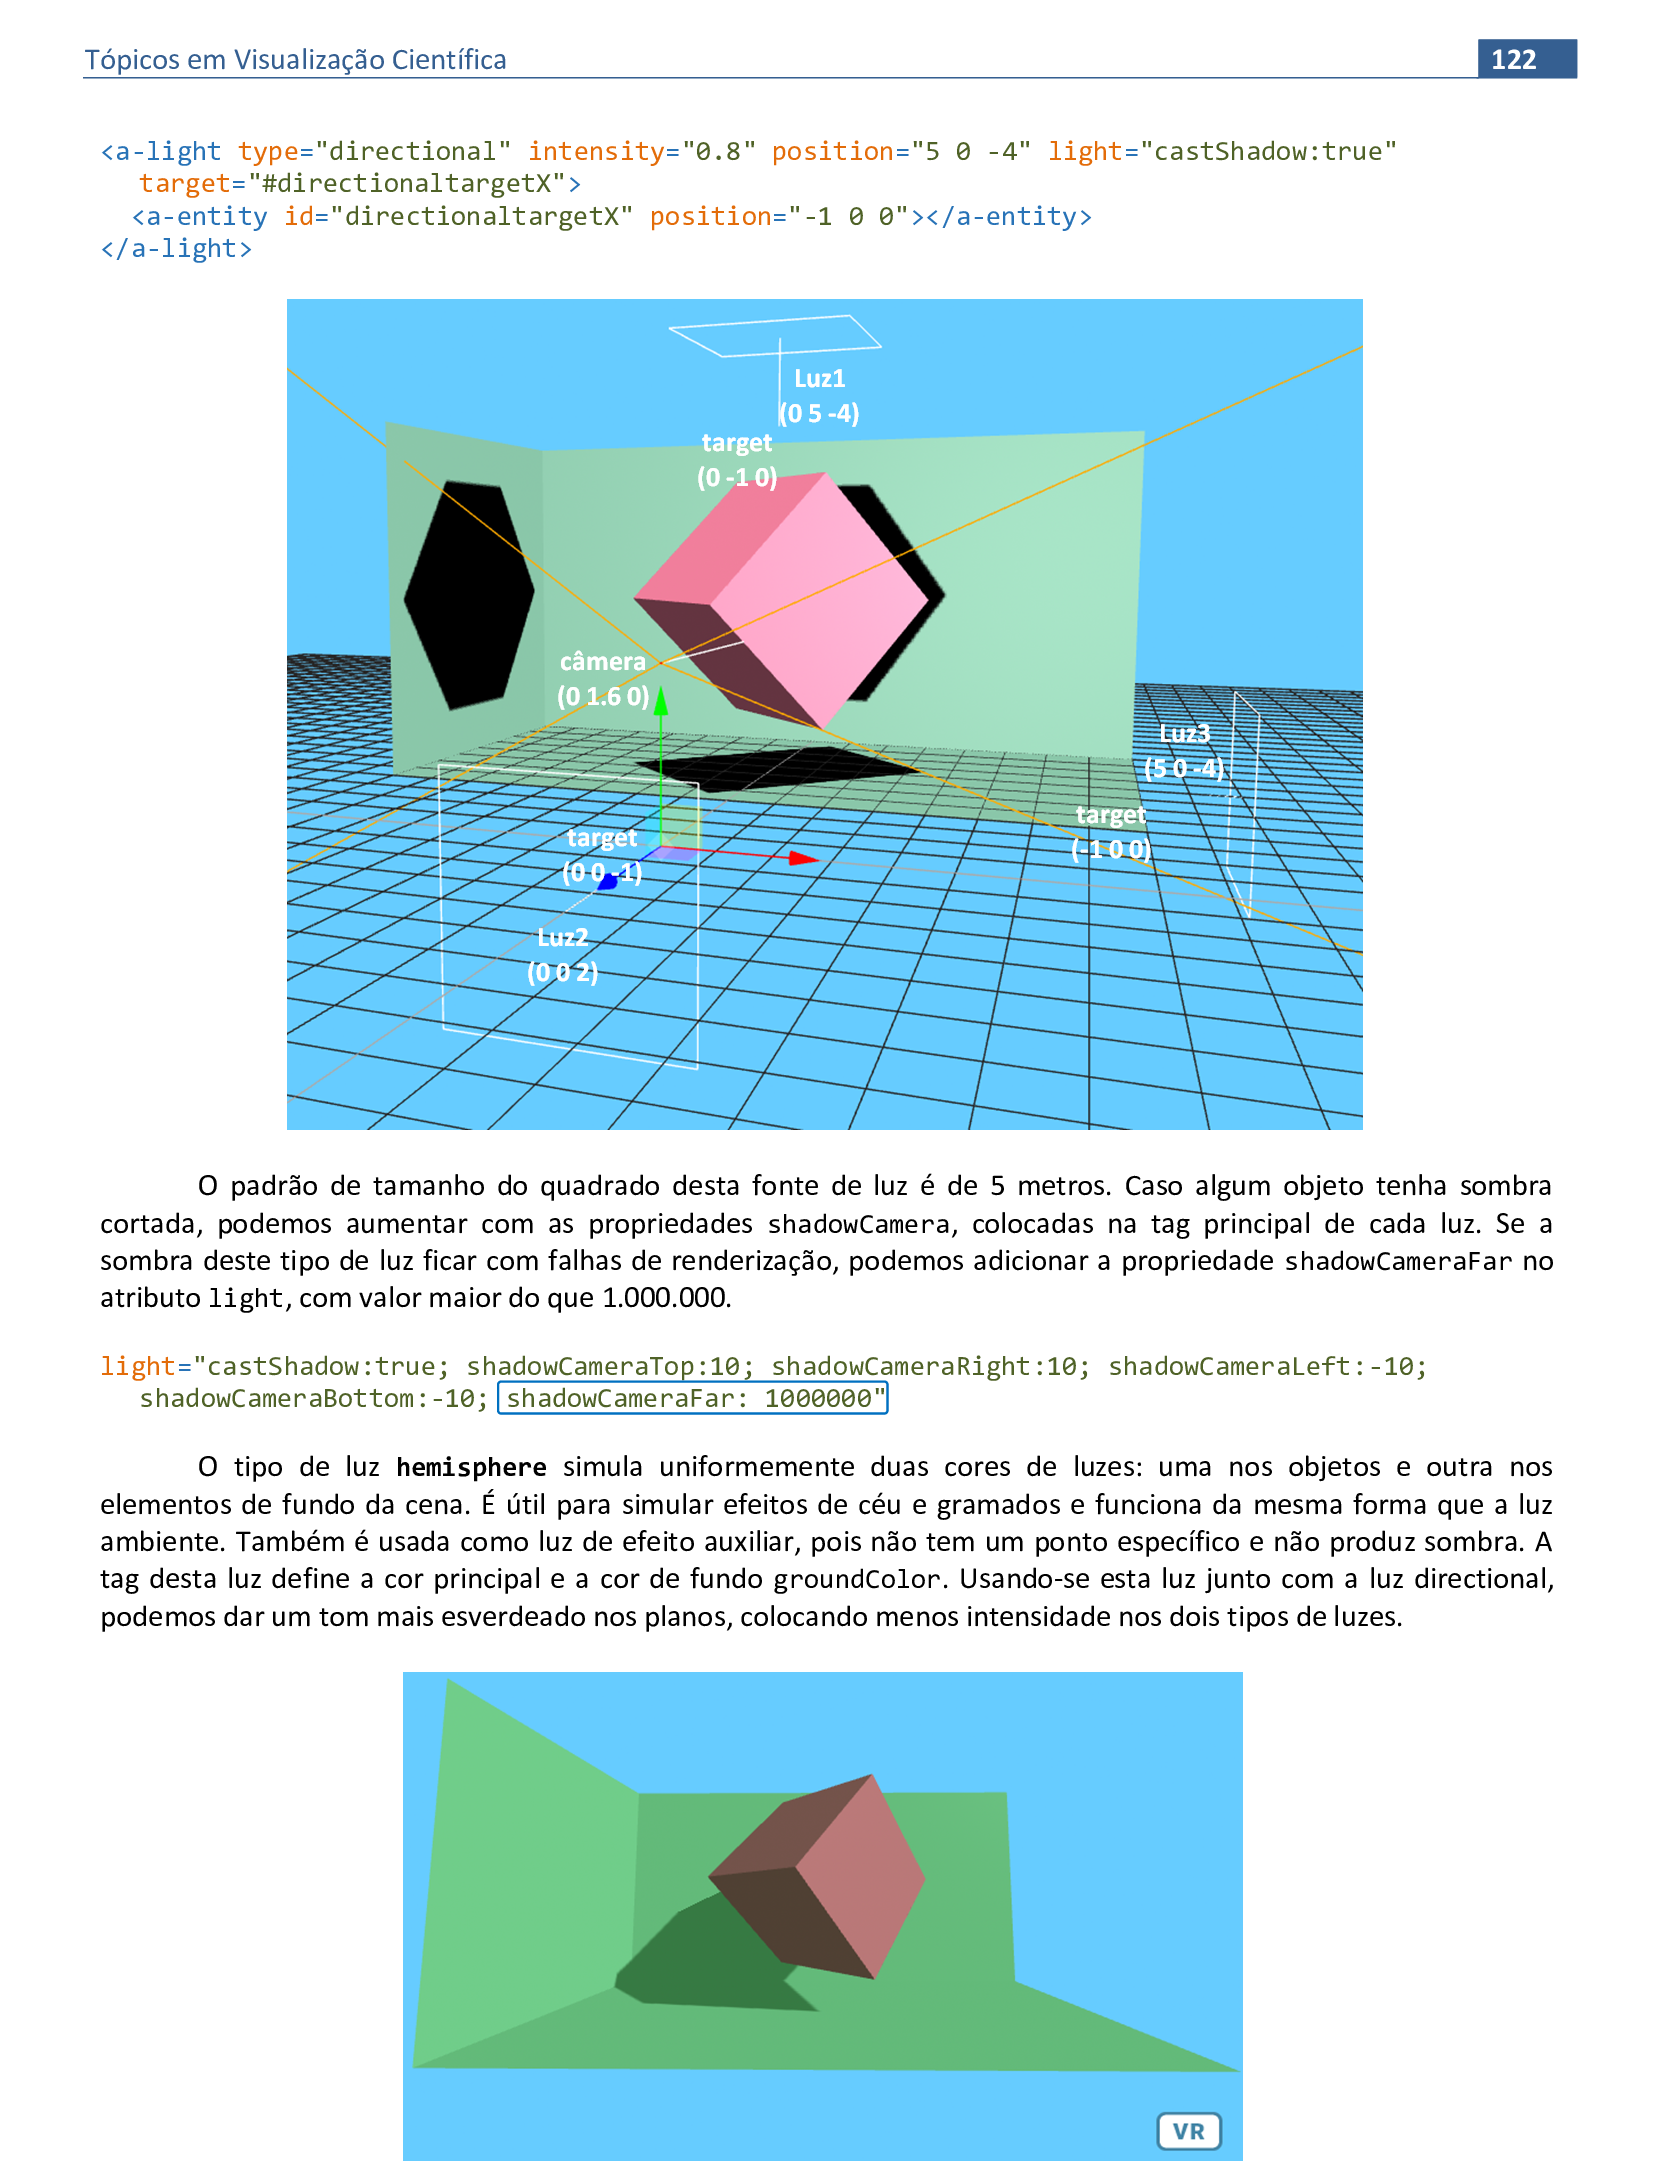 Tópicos em Visualização Científica
122
<a-light type="directional" intensity="0.8" position="5 0 -4" light="castShadow:true"
target="#directionaltargetX">
<a-entity id="directionaltargetX" position="-1 0 0"></a-entity>
</a-light>
Luz1
(0 5 -4)
target
(0 -1 0)
câmera
(0 1.6 0)
Luz3
(5 0 -4)
target
(-1 0 0)
target
(0 0 -1)
Luz2
(0 0 2)
O padrão de tamanho do quadrado desta fonte de luz é de 5 metros. Caso algum objeto tenha sombra
cortada, podemos aumentar com as propriedades shadowCamera, colocadas na tag principal de cada luz. Se a
sombra deste tipo de luz ficar com falhas de renderização, podemos adicionar a propriedade shadowCameraFar no
atributo light, com valor maior do que 1.000.000.
light="castShadow:true; shadowCameraTop:10; shadowCameraRight:10; shadowCameraLeft:-10;
shadowCameraBottom:-10; shadowCameraFar: 1000000"
O tipo de luz hemisphere simula uniformemente duas cores de luzes: uma nos objetos e outra nos
elementos de fundo da cena. É útil para simular efeitos de céu e gramados e funciona da mesma forma que a luz
ambiente. Também é usada como luz de efeito auxiliar, pois não tem um ponto específico e não produz sombra. A
tag desta luz define a cor principal e a cor de fundo groundColor. Usando-se esta luz junto com a luz directional,
podemos dar um tom mais esverdeado nos planos, colocando menos intensidade nos dois tipos de luzes.
VR